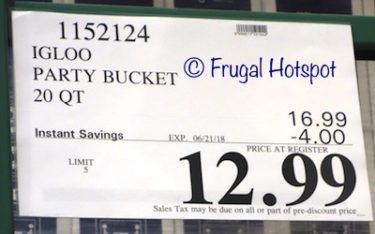 1152124
IGLOO
PARTY BUCKET
20 QT
© Frugal Hotspot
16.99
Instant Savings EXP. 06/21/18 -4.00
PRICE AT REGISTER
LIMIT
5
12.99
Sales Tax may be due on all or part of pre-discount price